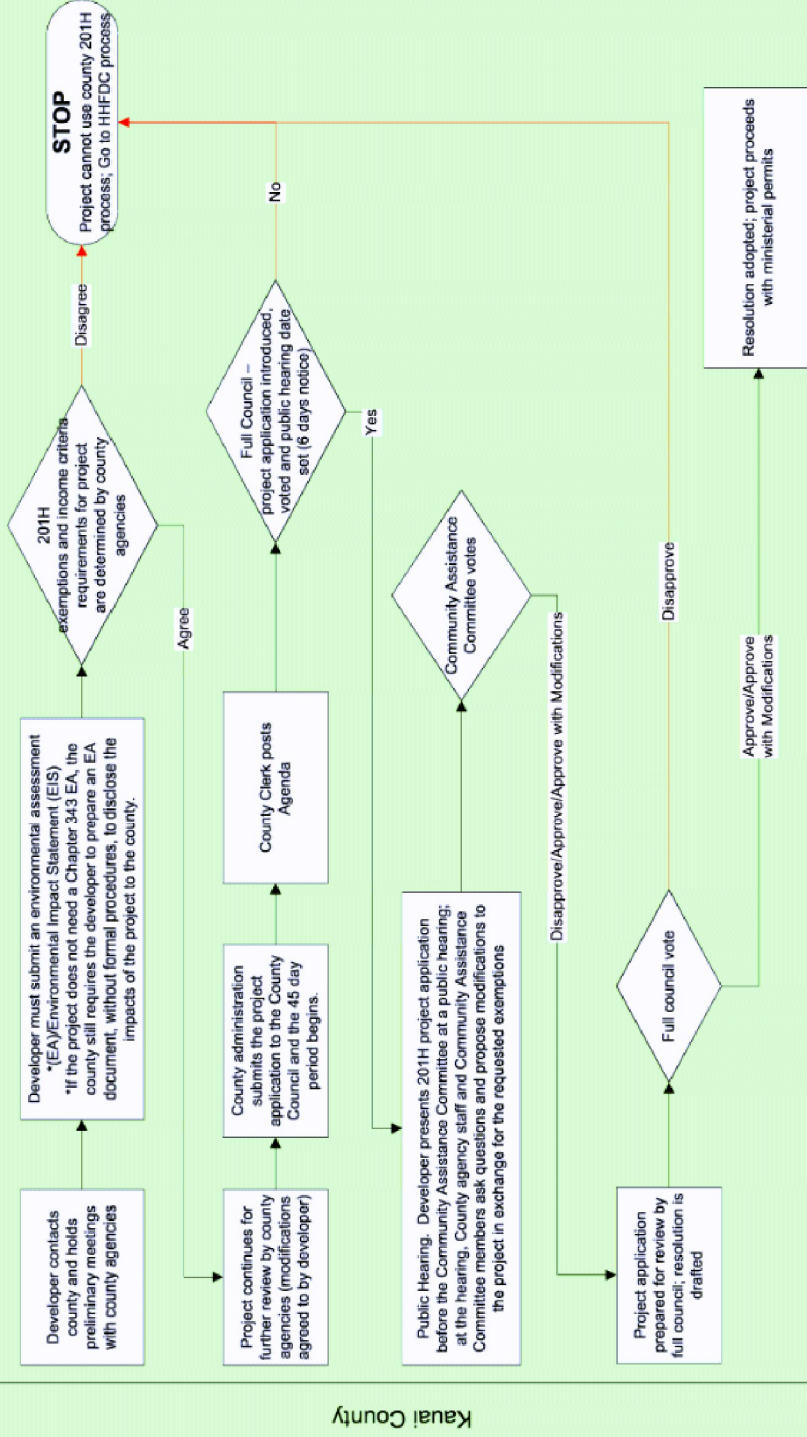 Kauai County
Developer contacts
county and holds
preliminary meetings
with county agencies
Developer must submit an environmental assessment
*(EA)/Environmental Impact Statement (EIS)
*If the project does not need a Chapter 343 EA, the
county still requires the developer to prepare an EA
document, without formal procedures, to disclose the
impacts of the project to the county.
201H
exemptions and income criteria
requirements for project
are determined by county
agencies
Disagree
STOP
Project cannot use county 201H
process; Go to HHFDC process
Agree
Project continues for
further review by county
agencies (modifications
agreed to by developer)
County administration
submits the project
application to the County
Council and the 45 day
period begins.
County Clerk posts
Agenda
Full Council –
project application introduced,
voted and public hearing date
set (6 days notice)
No
Yes
Public Hearing.  Developer presents 201H project application
before the Community Assistance Committee at a public hearing;
at the hearing, County agency staff and Community Assistance
Committee members ask questions and propose modifications to
the project in exchange for the requested exemptions
Community Assistance
Committee votes
Disapprove/Approve/Approve with Modifications
Project application
prepared for review by
full council; resolution is
drafted
Full council vote
Disapprove
Approve/Approve
with Modifications
Resolution adopted; project proceeds
with ministerial permits